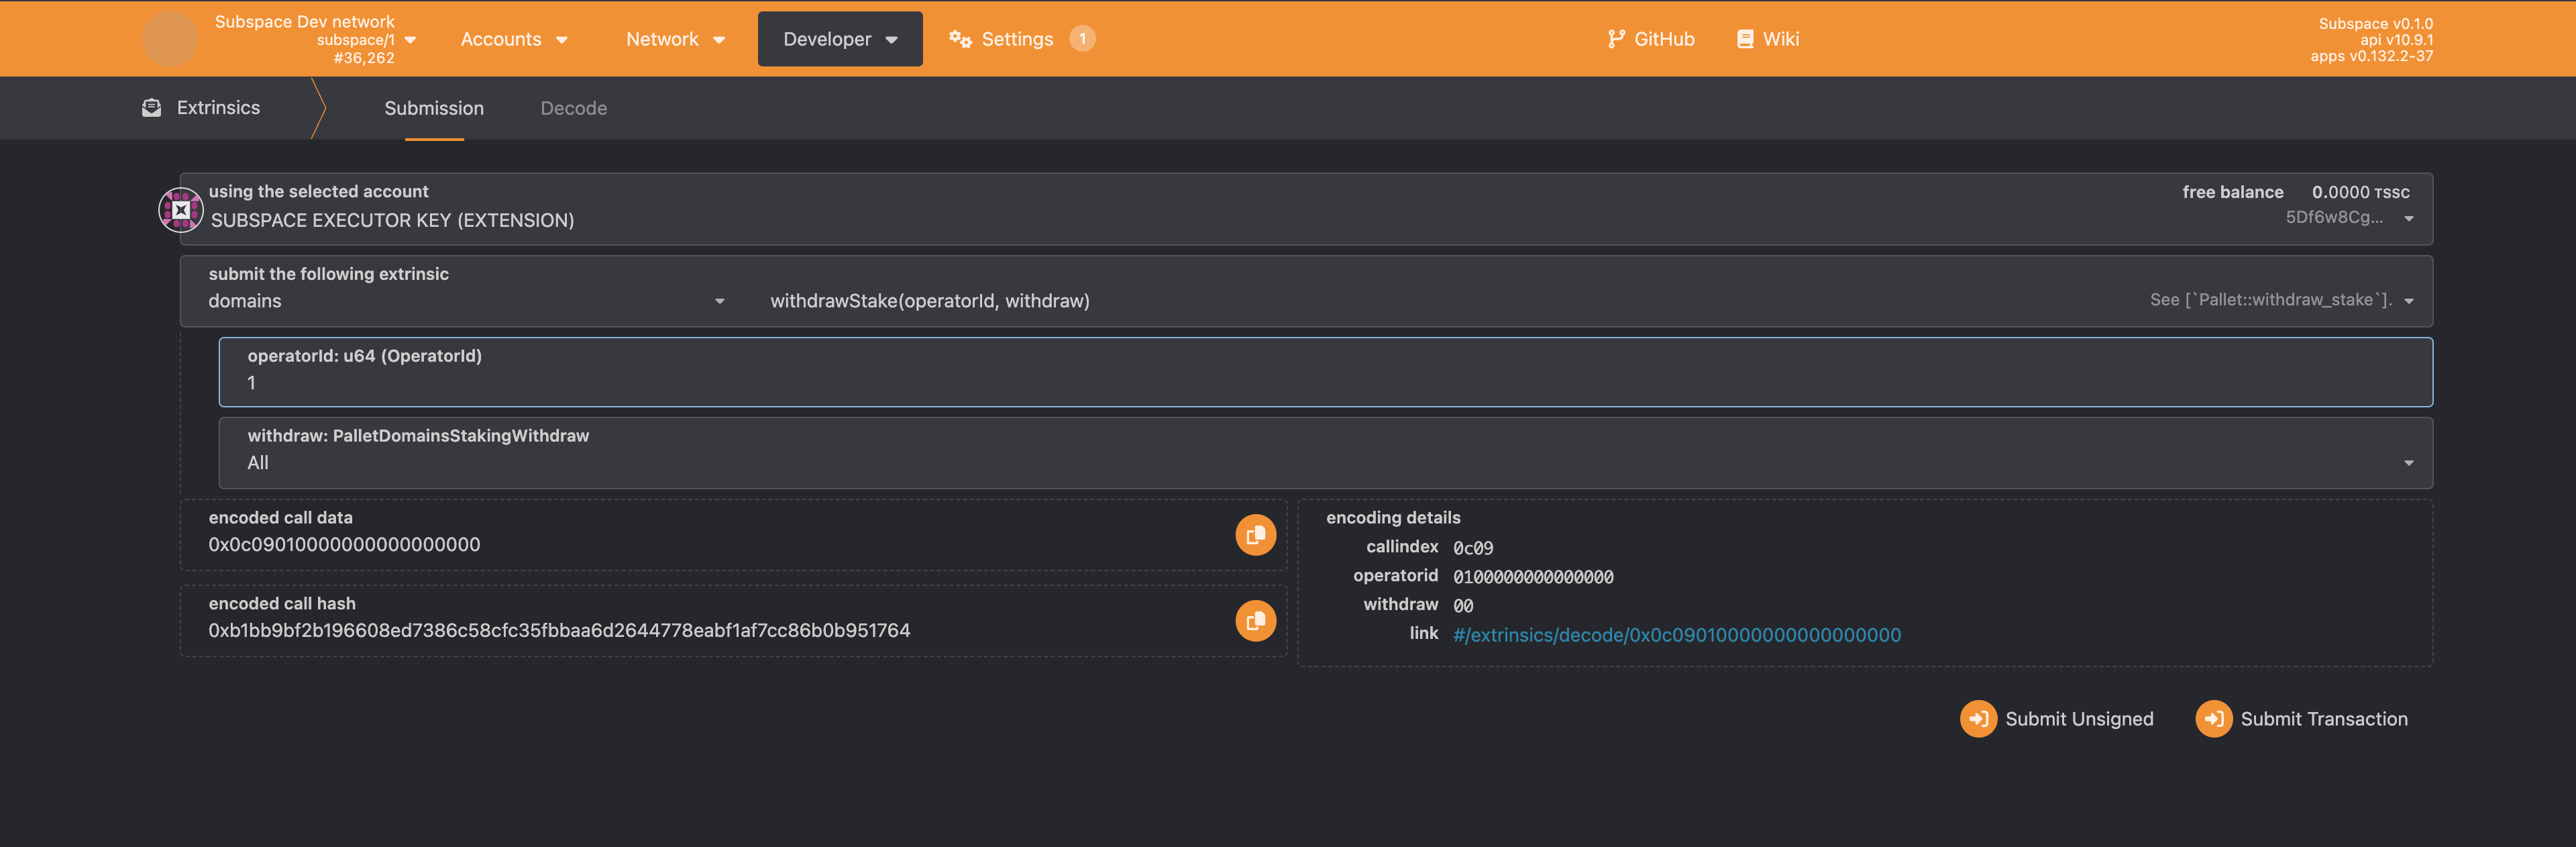 Subspace Dev network
subspace/1
#36,262
Accounts
Network
Developer
Settings
1
GitHub
Wiki
Subspace v0.1.0
api v10.9.1
apps v0.132.2-37
Extrinsics
Submission
Decode
using the selected account
SUBSPACE EXECUTOR KEY (EXTENSION)
free balance 0.0000 TSSC
5Df6w8Cg...
submit the following extrinsic
domains
withdrawStake(operatorId, withdraw)
See [`Pallet::withdraw_stake`].
operatorId: u64 (OperatorId)
1
withdraw: PalletDomainsStakingWithdraw
All
encoded call data
0x0c09010000000000000000
encoded call hash
0xb1bb9bf2b196608ed7386c58cfc35fbbaa6d2644778eabf1af7cc86b0b951764
encoding details
callindex 0c09
operatorid 0100000000000000
withdraw 00
link #/extrinsics/decode/0x0c09010000000000000000
Submit Unsigned
Submit Transaction